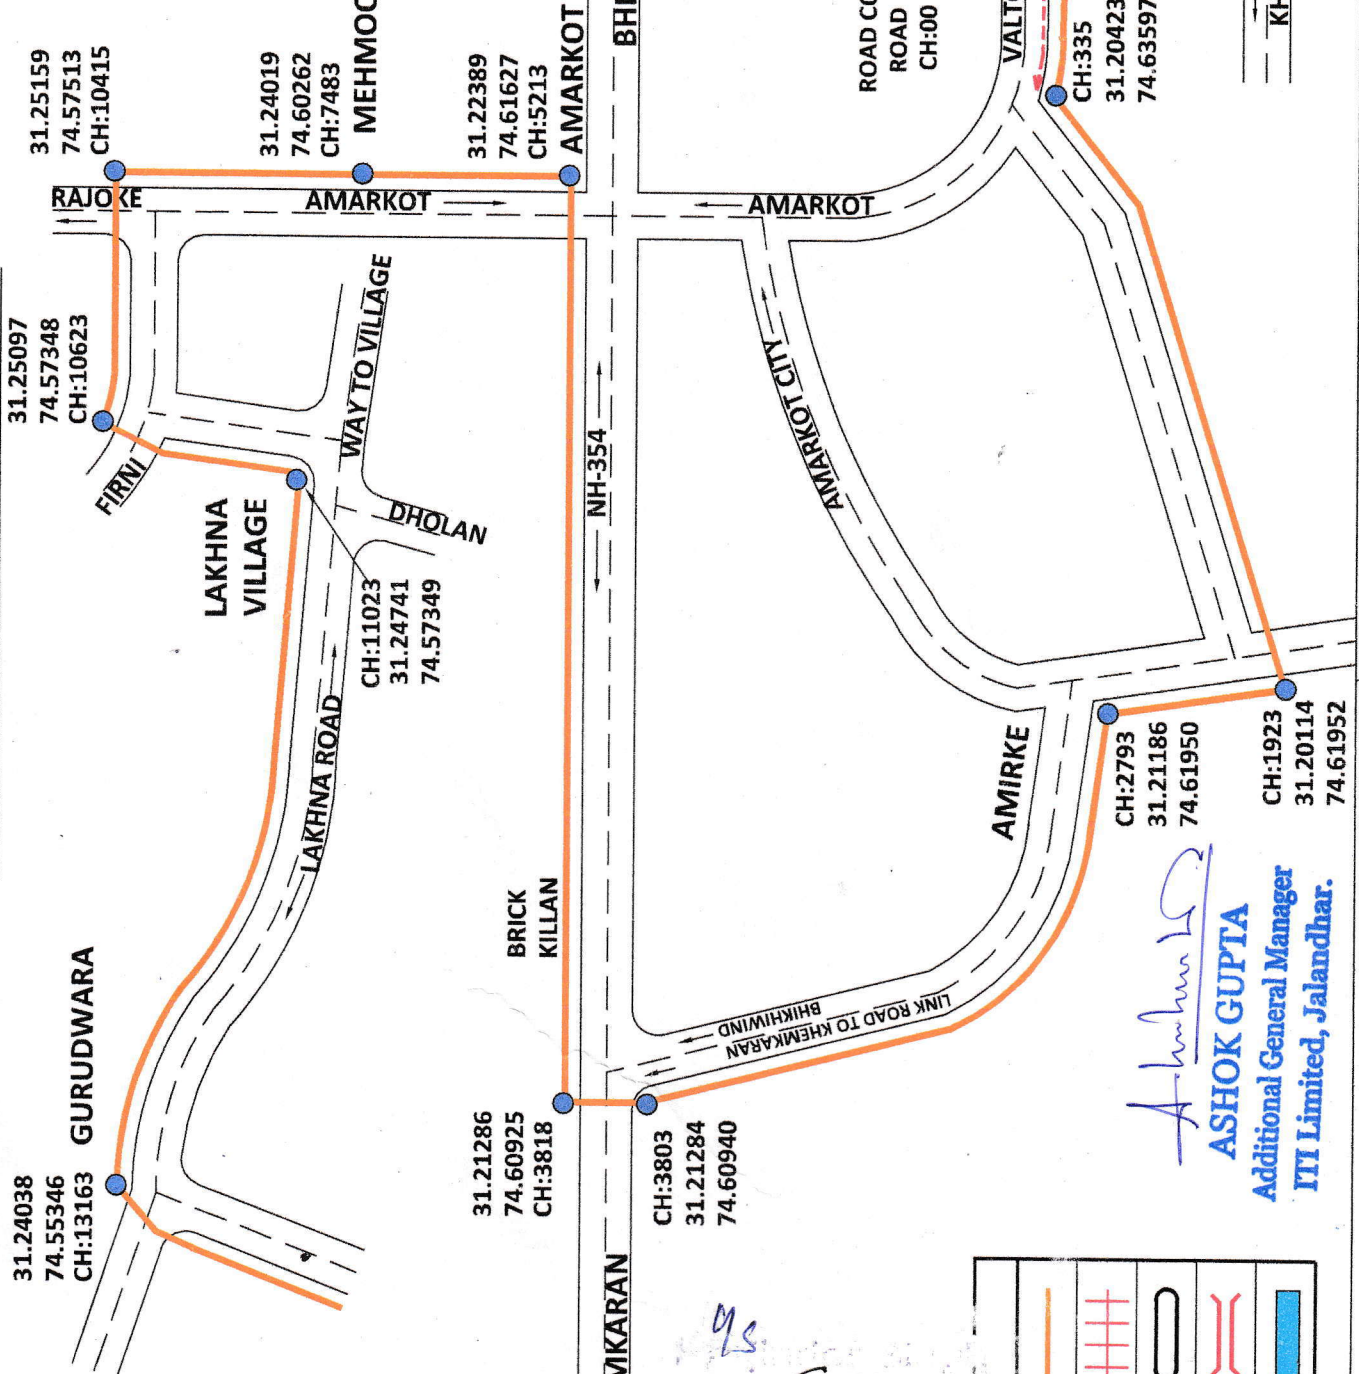 31.25159
74.57513
CH:10415
31.24019
74.60262
CH:7483
31.22389
74.61627
CH:5213
AMARKOT
ROAD
CH:00
CH:335
31.20423
74.63597
RAJOKE
AMARKOT
AMARKOT
31.25097
74.57348
CH:10623
FIRNI
WAY TO VILLAGE
LAKHNA
VILLAGE
DHOLAN
NH-354
AMARKOT CITY
AMARKOT CITY
CH:11023
31.24741
74.57349
LAKHNA ROAD
AMIRKE
CH:2793
31.21186
74.61950
CH:1923
31.20114
74.61952
BRICK
KILLAN
GURUDWARA
LINK ROAD TO KHEMKARAN
BHIKHIWIND
31.24038
74.55346
CH:13163
31.21286
74.60925
CH:3818
CH:3803
31.21284
74.60940
MKARAN
ASHOK GUPTA
Additional General Manager
ITI Limited, Jalandhar.